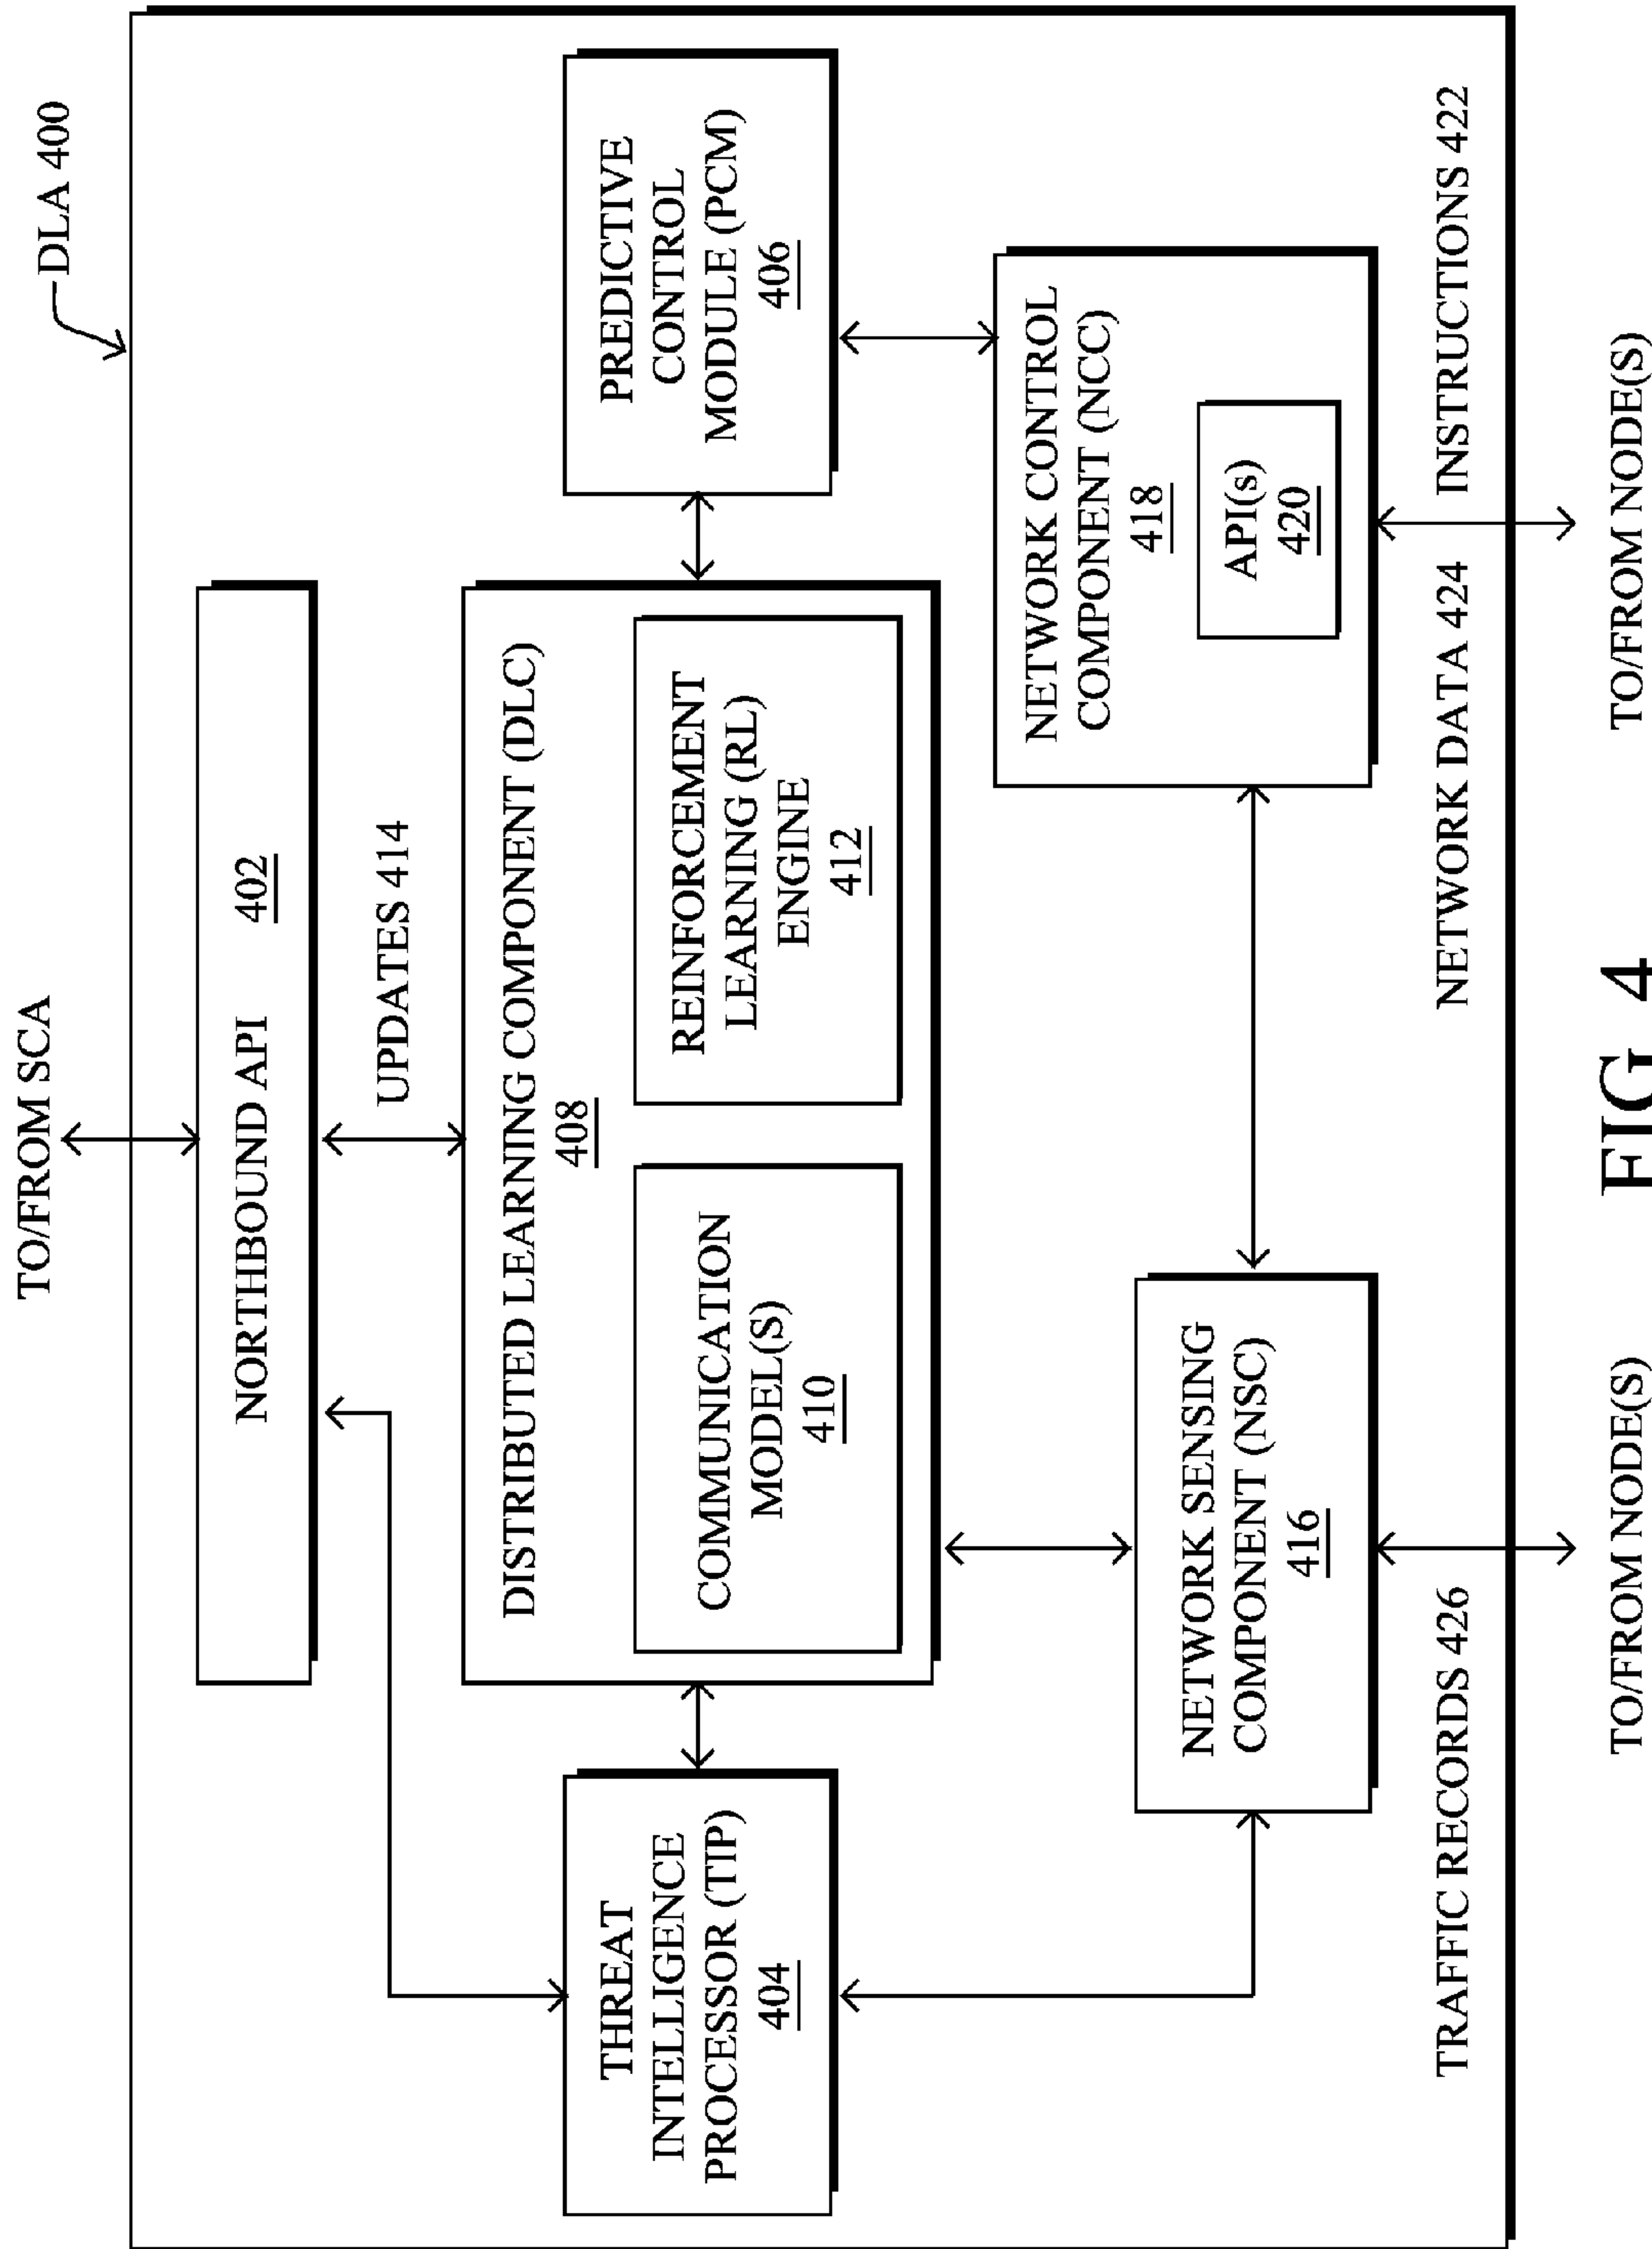 TO/FROM SCA
DLA 400
NORTHBOUND API 402
UPDATES 414
THREAT
INTELLIGENCE
PROCESSOR (TIP)
404
DISTRIBUTED LEARNING COMPONENT (DLC)
408
COMMUNICATION
MODEL(S)
410
REINFORCEMENT
LEARNING (RL)
ENGINE
412
PREDICTIVE
CONTROL
MODULE (PCM)
406
NETWORK SENSING
COMPONENT (NSC)
416
NETWORK CONTROL
COMPONENT (NCC)
418
API(s)
420
TRAFFIC RECORDS 426
NETWORK DATA 424
INSTRUCTIONS 422
TO/FROM NODE(S)
TO/FROM NODE(S)
FIG. 4